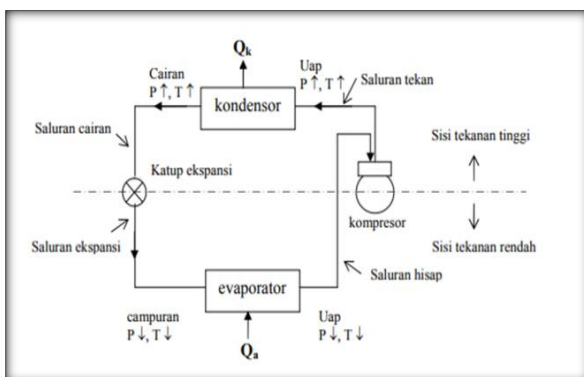 Qk
Cairan
P↑, T↑
Uap
P↑, T↑
Saluran tekan
kondensor
Saluran cairan
Sisi tekanan tinggi
Katup ekspansi
kompresor
Saluran ekspansi
Sisi tekanan rendah
Saluran hisap
evaporator
campuran
P↓, T↓
Uap
P↓, T↓
Qa